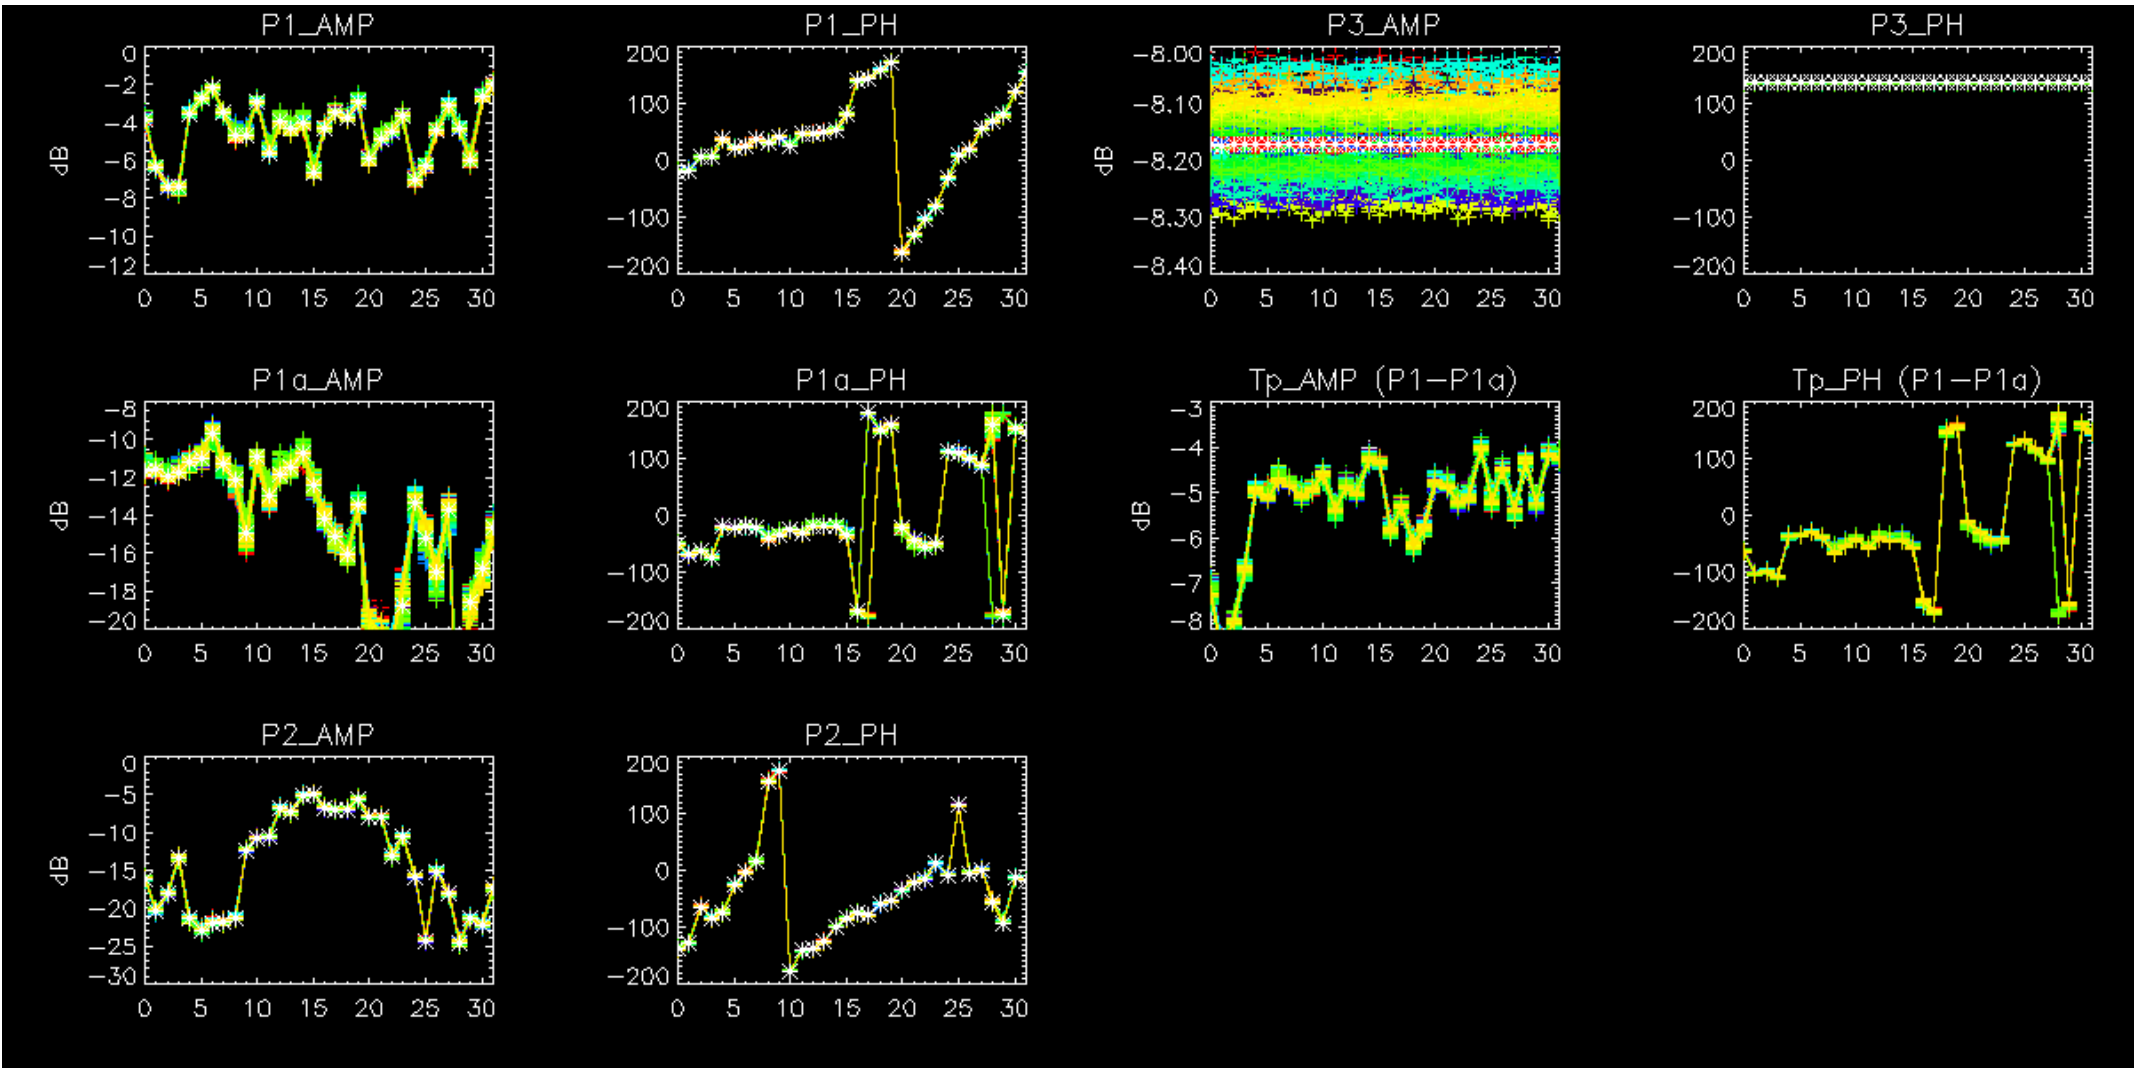 P1_AMP
dB
0
−2
−4
−6
−8
−10
−12
0 5 10 15 20 25 30
P1_PH
200
100
0
−100
−200
0 5 10 15 20 25 30
P3_AMP
dB
−8.00
−8.10
−8.20
−8.30
−8.40
0 5 10 15 20 25 30
P3_PH
200
100
0
−100
−200
0 5 10 15 20 25 30
P1a_AMP
dB
−8
−10
−12
−14
−16
−18
−20
0 5 10 15 20 25 30
P1a_PH
200
100
0
−100
−200
0 5 10 15 20 25 30
Tp_AMP (P1−P1a)
dB
−3
−4
−5
−6
−7
−8
0 5 10 15 20 25 30
Tp_PH (P1−P1a)
200
100
0
−100
−200
0 5 10 15 20 25 30
P2_AMP
dB
0
−5
−10
−15
−20
−25
−30
0 5 10 15 20 25 30
P2_PH
200
100
0
−100
−200
0 5 10 15 20 25 30